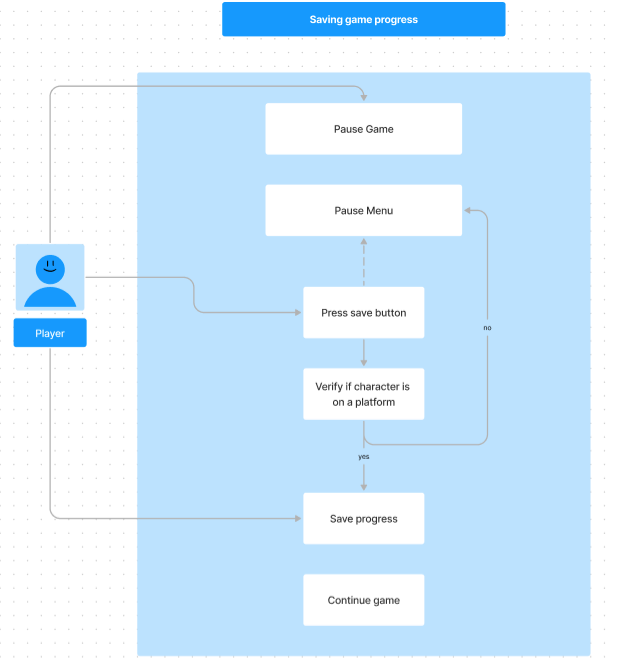 Saving game progress
Pause Game
Pause Menu
Press save button
Player
no
Verify if character is
on a platform
yes
Save progress
Continue game